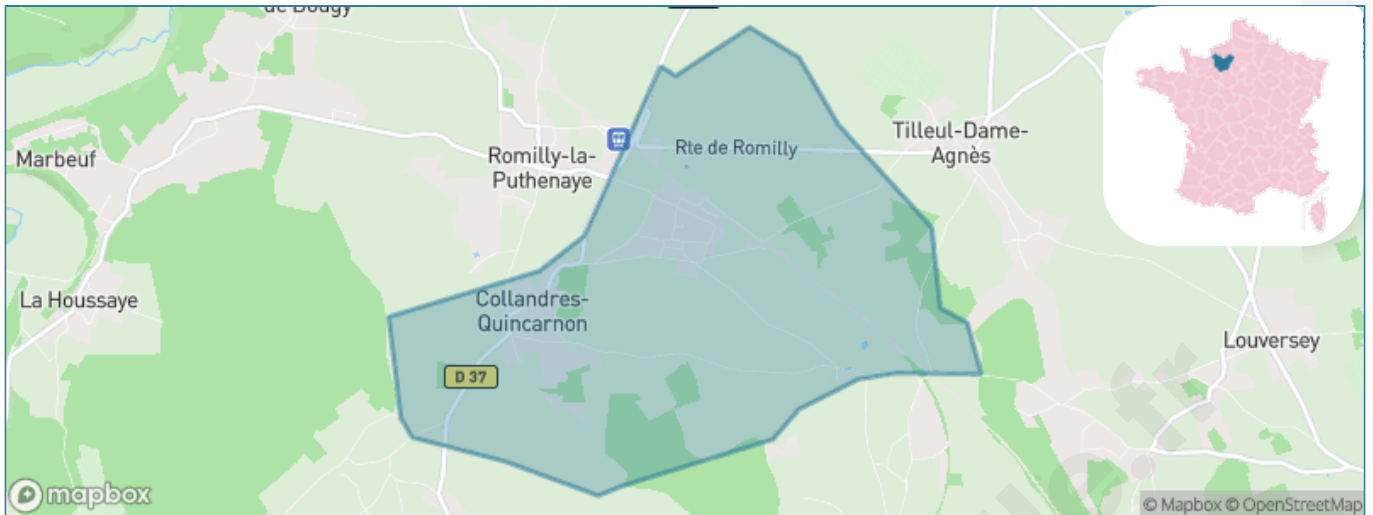 de Bougy
Marbeuf
Romilly-la-
Puthenaye
Rte de Romilly
Tilleul-Dame-
Agnès
La Houssaye
Collandres-
Quincarnon
D 37
Louversey
mapbox
© Mapbox © OpenStreetMap